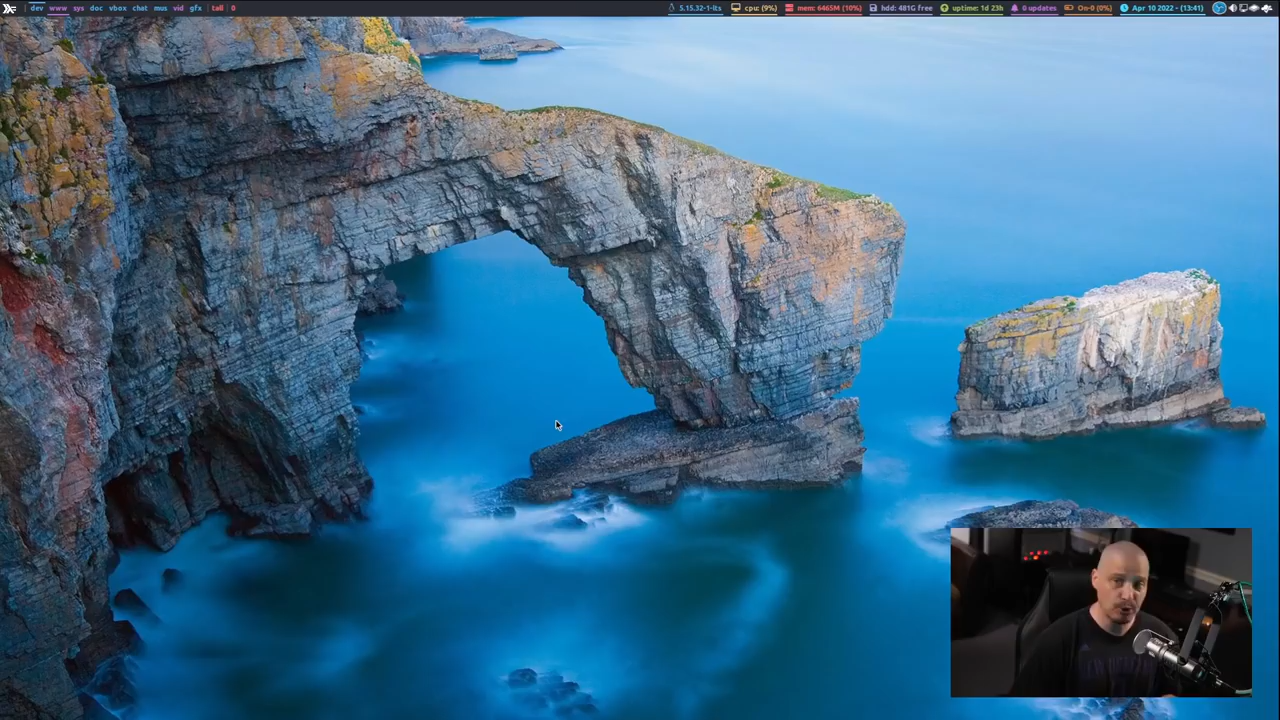 dev www sys doc vbox chat mus vid gfx | tall | 0 5.15.32-1-lts cpu: (9%) mem: 6465M (10%) hdd: 481G free uptime: 1d 23h 0 updates On-0 (0%) Apr 10 2022 - (13:41)